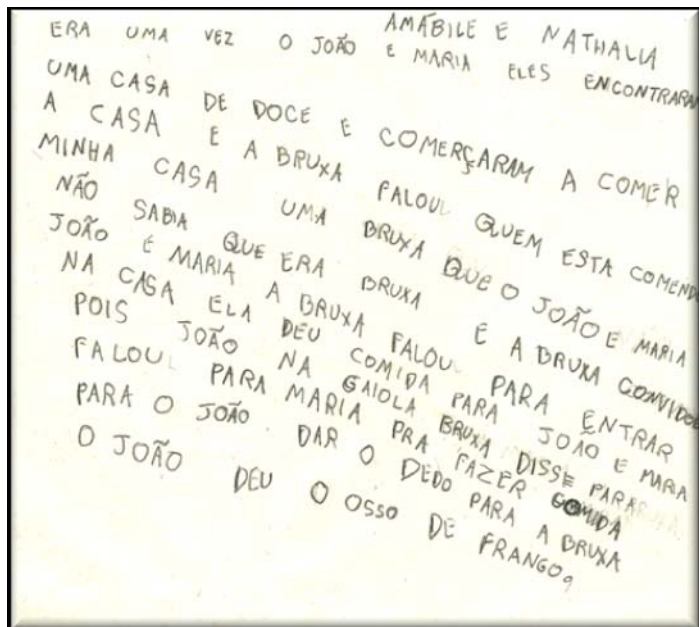 AMÁBILE E NATHALIA
ERA UMA VEZ O JOÃO E MARIA ELES ENCONTRARAM
UMA CASA DE DOCE E COMERÇARAM A COMER
A CASA E A BRUXA FALOU QUEM ESTA COMENDO
MINHA CASA UMA BRUXA QUE O JOÃO E MARIA
NÃO SABIA QUE ERA BRUXA E A BRUXA CONVIDOU
JOÃO E MARIA A BRUXA FALOU PARA ENTRAR
NA CASA ELA DEU COMIDA PARA JOÃO E MARA
POIS JOÃO NA GAIOLA BRUXA DISSE PARA
FALOU PARA MARIA PRA FAZER COMIDA
PARA O JOÃO DAR O DEDO PARA A BRUXA
O JOÃO DEU O OSSO DE FRANGO